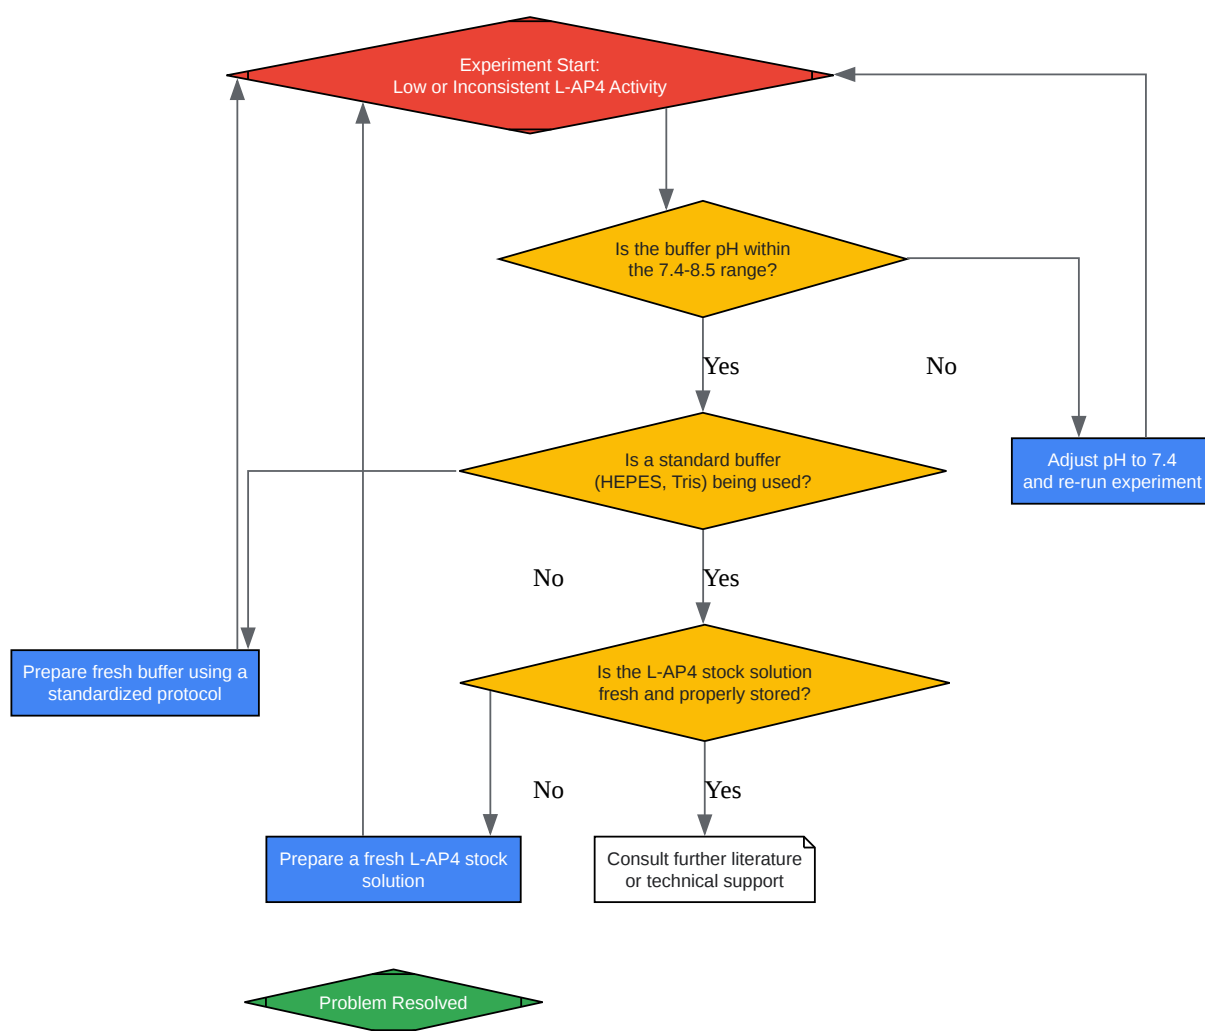 Experiment Start:
Low or Inconsistent L-AP4 Activity
Is the buffer pH within
the 7.4-8.5 range?
Yes
No
Is a standard buffer
(HEPES, Tris) being used?
Adjust pH to 7.4
and re-run experiment
No
Yes
Prepare fresh buffer using a
standardized protocol
Is the L-AP4 stock solution
fresh and properly stored?
No
Yes
Prepare a fresh L-AP4 stock
solution
Consult further literature
or technical support
Problem Resolved